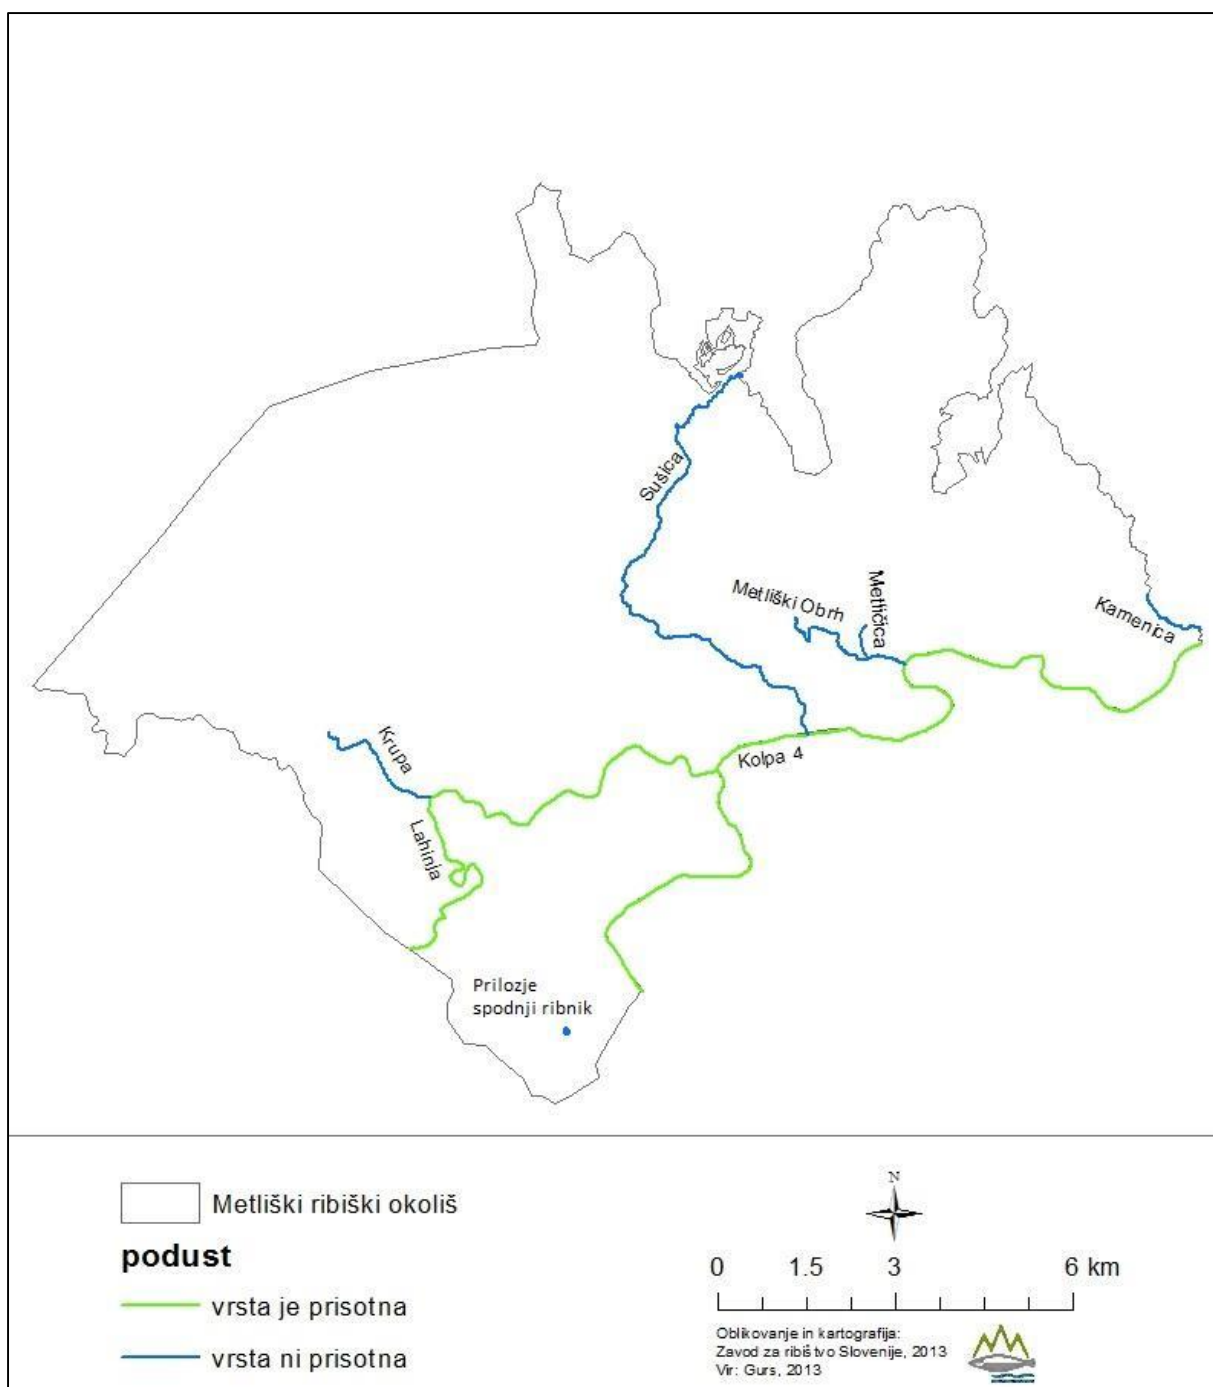 Sušica
Metliški Obrh
Metličica
Kamenica
Krupa
Kolpa 4
Lahinja
Prilozje
spodnji ribnik
Metliški ribiški okoliš
podust
vrsta je prisotna
vrsta ni prisotna
N
0 1.5 3 6 km
Oblikovanje in kartografija:
Zavod za ribištvo Slovenije, 2013
Vir: Gurs, 2013